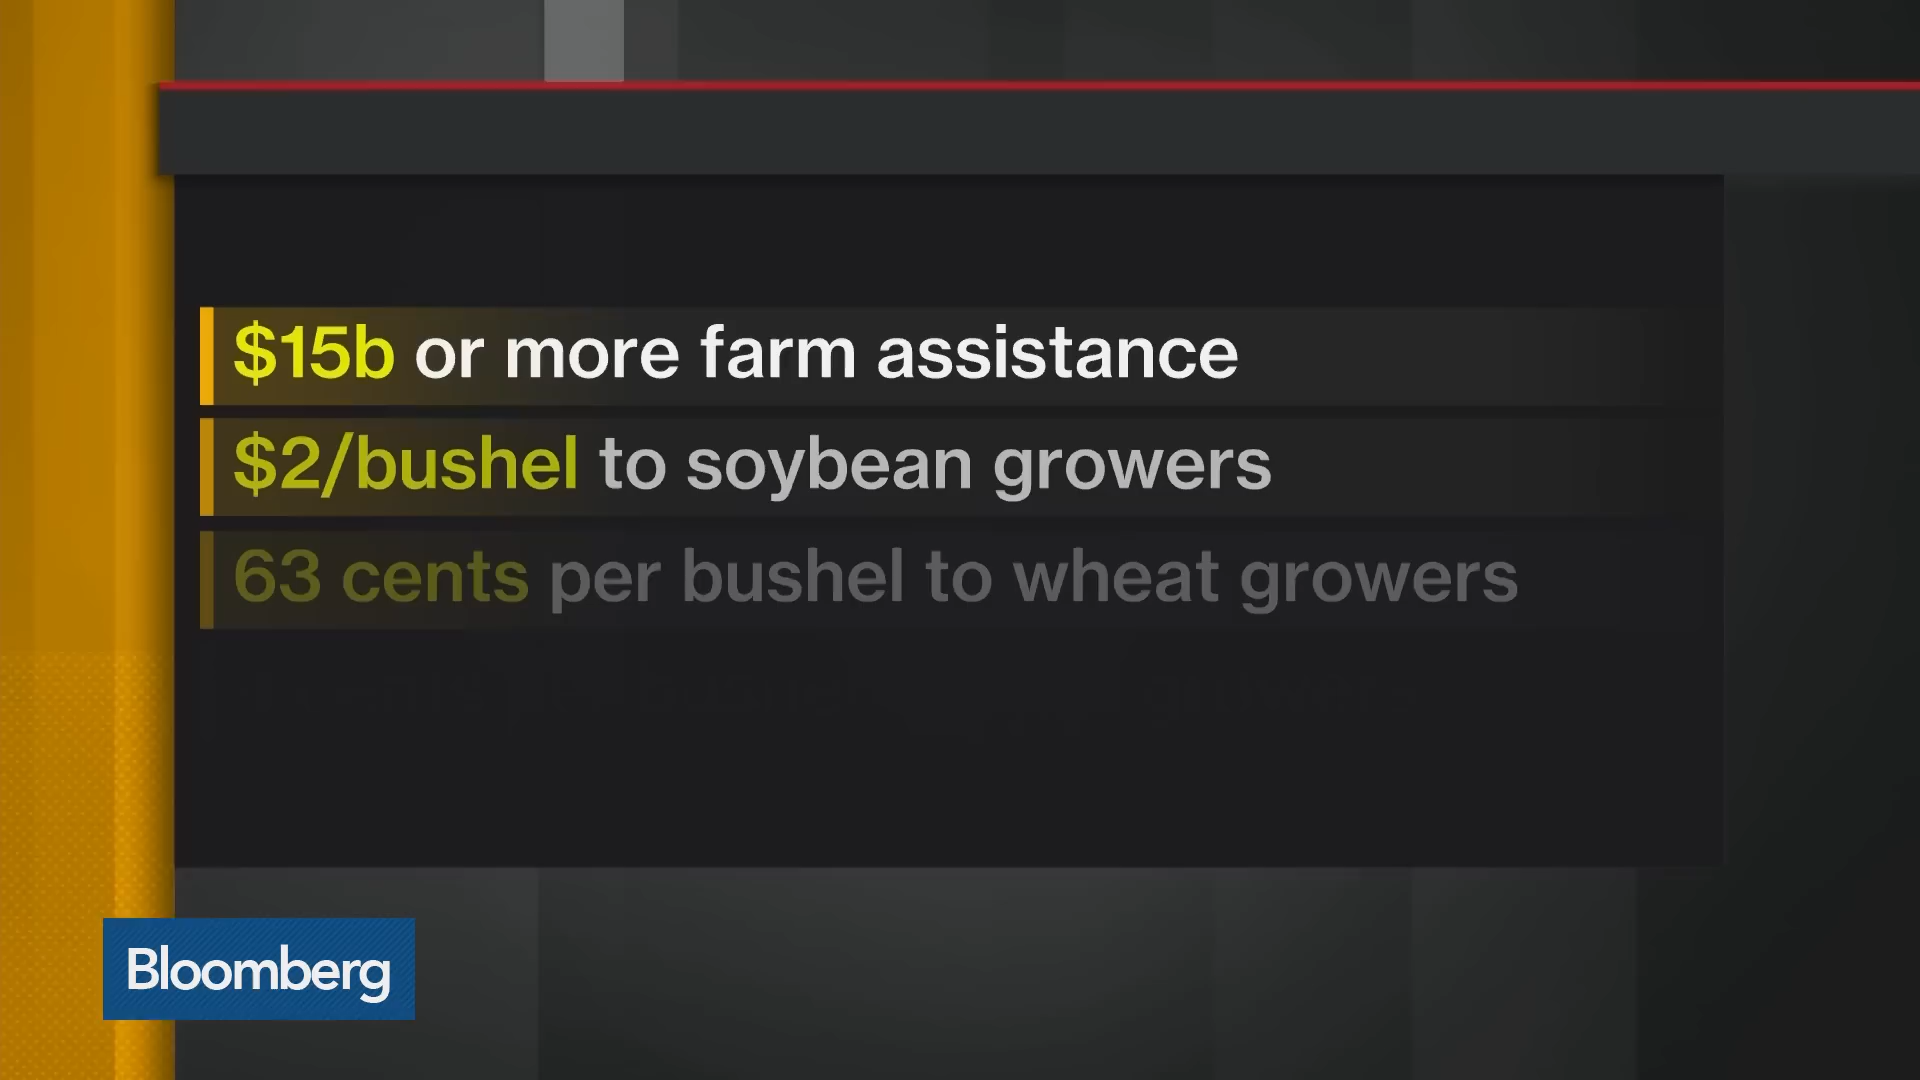 $15b or more farm assistance
$2/bushel to soybean growers
63 cents per bushel to wheat growers
Bloomberg